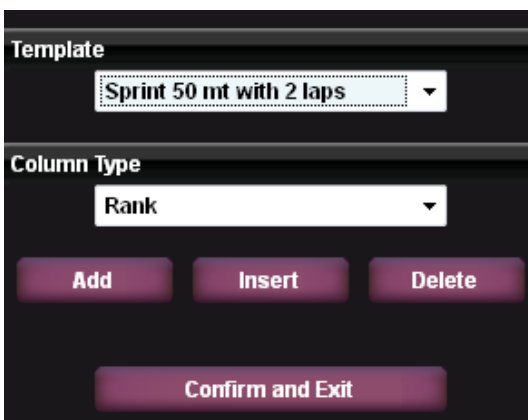 Template
Sprint 50 mt with 2 laps
Column Type
Rank
Add Insert Delete
Confirm and Exit